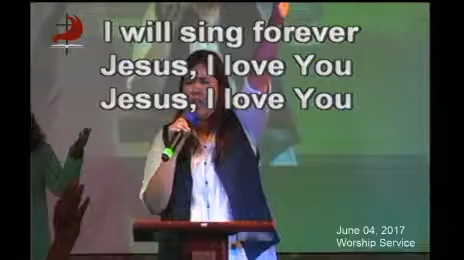 I will sing forever
Jesus, I love You
Jesus, I love You
June 04, 2017
Worship Service